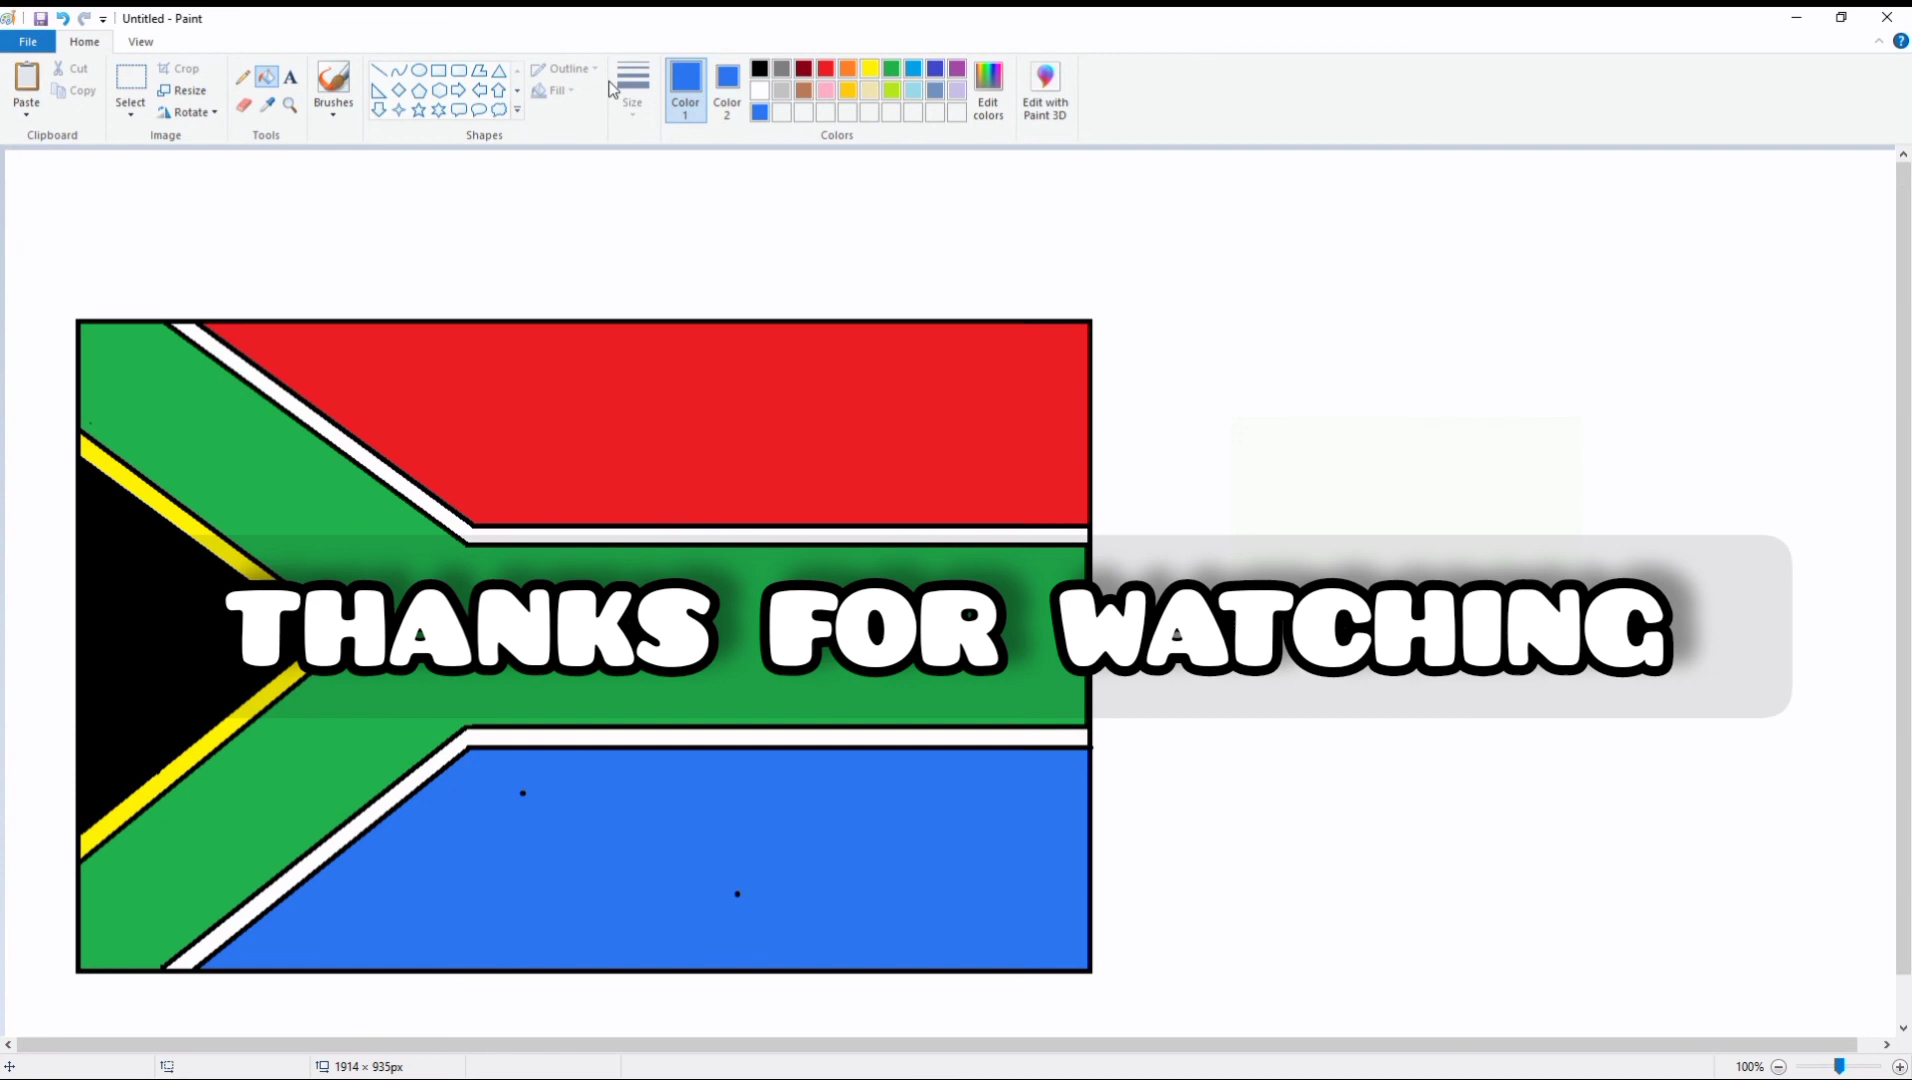 Untitled - Paint
File Home View
Paste
Cut
Copy
Clipboard
Select
Crop
Resize
Rotate
Image
A
Tools
Brushes
Outline
Fill
Shapes
Size
Color 1
Color 2
Edit colors
Colors
Edit with Paint 3D
THANKS FOR WATCHING
1914 × 935px
100%